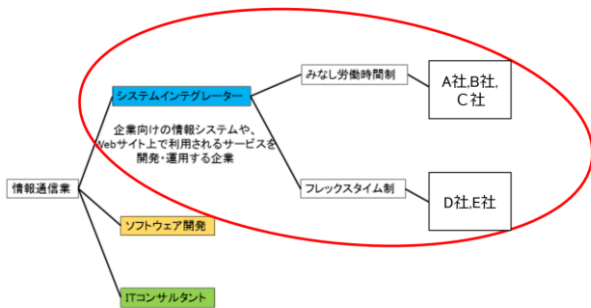 みなし労働時間制
A社,B社,
C社
システムインテグレーター
企業向けの情報システムや、
Webサイト上で利用されるサービスを
開発・運用する企業
情報通信業
フレックスタイム制
D社,E社
ソフトウェア開発
ITコンサルタント